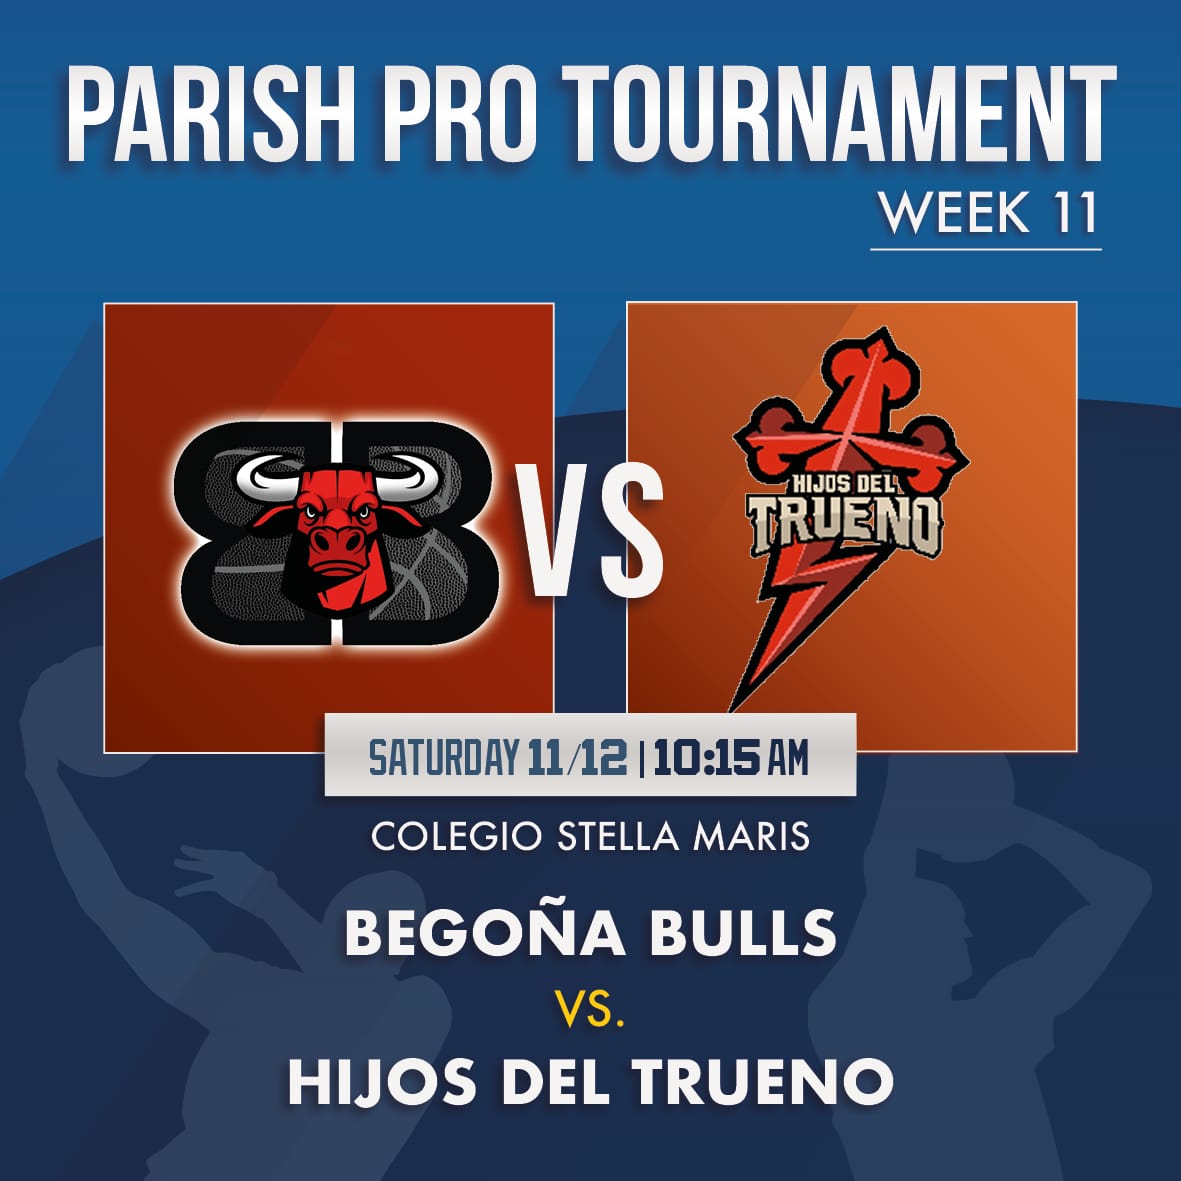 PARISH PRO TOURNAMENT
WEEK 11
VS
HIJOS DEL
TRUENO
SATURDAY 11/12 | 10:15 AM
COLEGIO STELLA MARIS
BEGOÑA BULLS
VS.
HIJOS DEL TRUENO